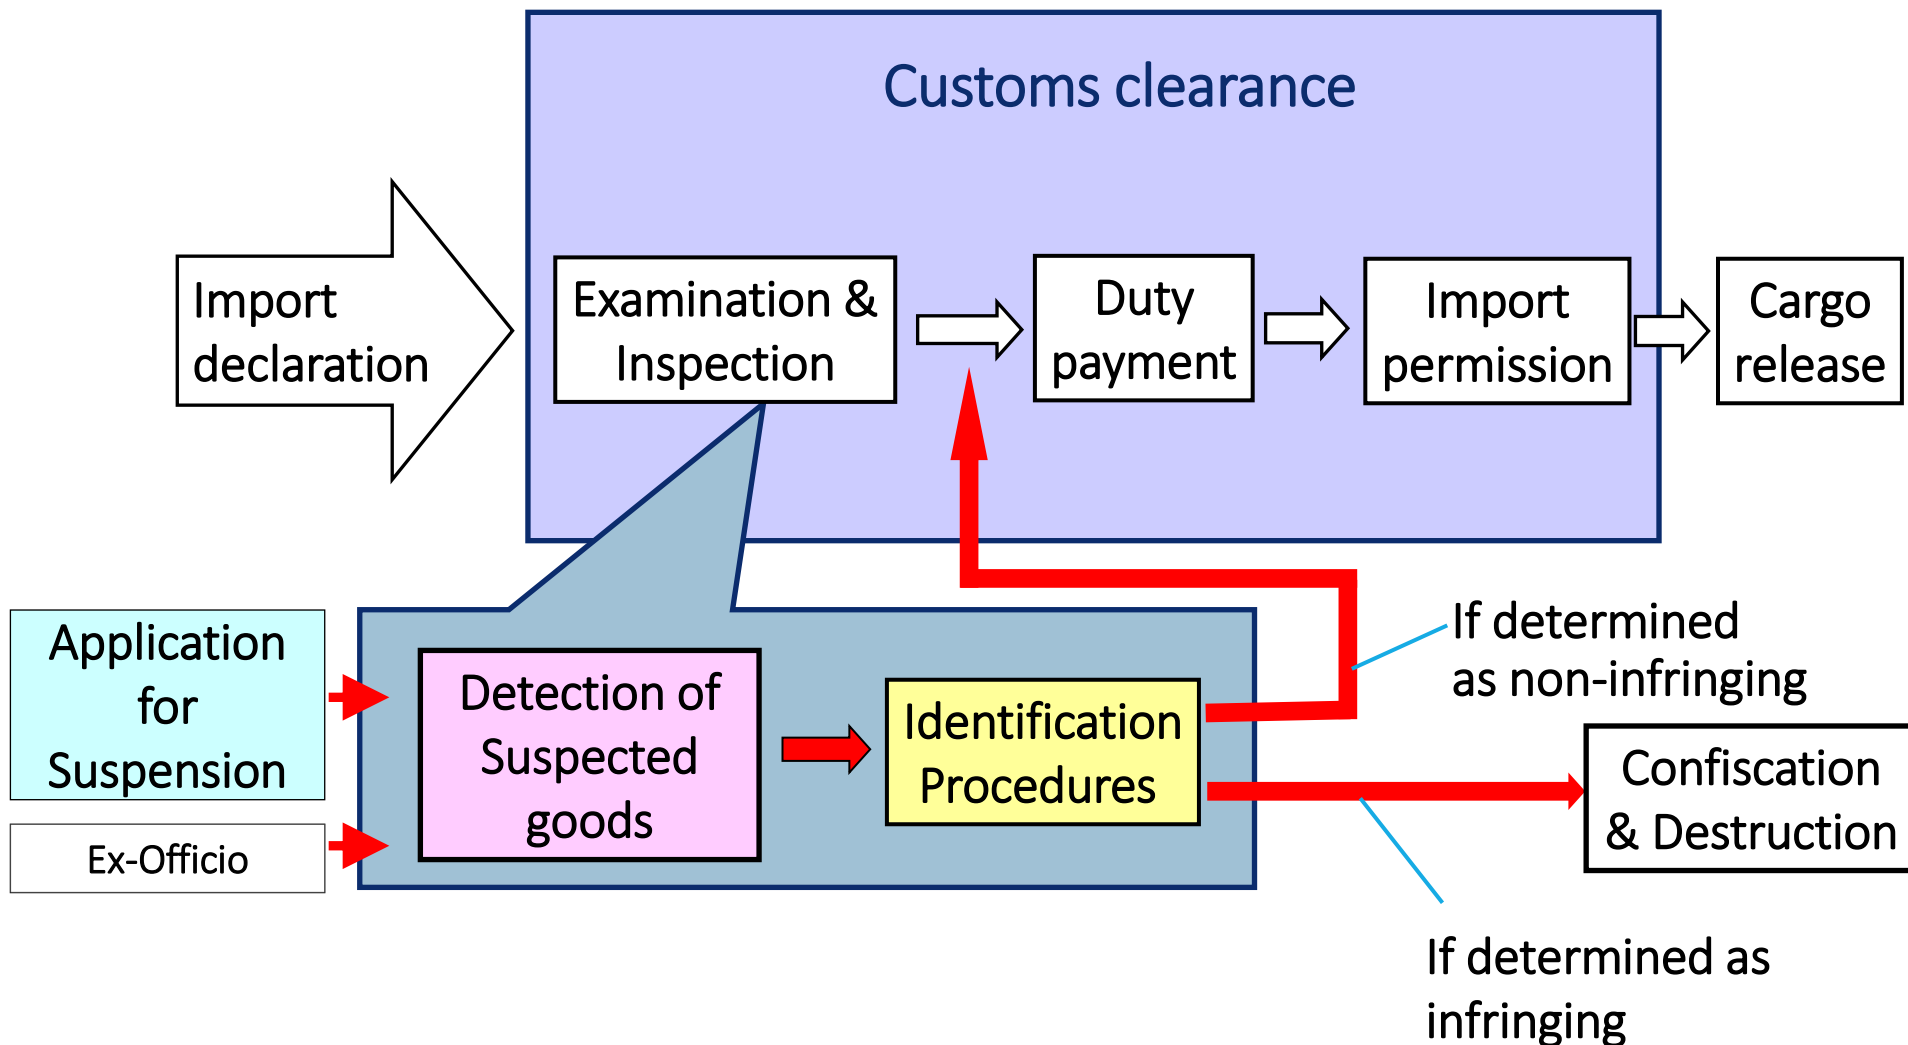 Customs clearance
Import
declaration
Examination &
Inspection
Duty
payment
Import
permission
Cargo
release
Application
for
Suspension
Ex-Officio
Detection of
Suspected
goods
Identification
Procedures
If determined
as non-infringing
Confiscation
& Destruction
If determined as
infringing